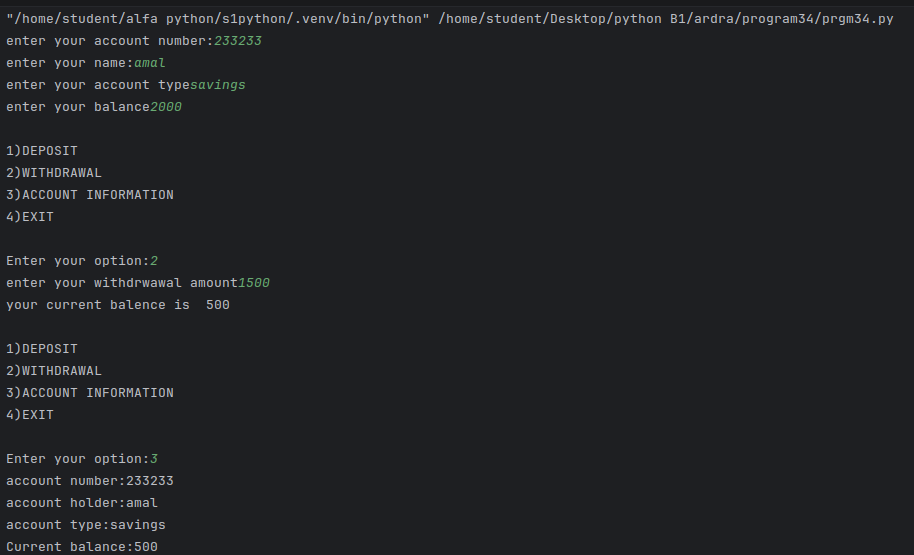 "/home/student/alfa python/s1python/.venv/bin/python" /home/student/Desktop/python B1/ardra/program34/prgm34.py
enter your account number:233233
enter your name:amal
enter your account typesavings
enter your balance2000
1)DEPOSIT
2)WITHDRAWAL
3)ACCOUNT INFORMATION
4)EXIT
Enter your option:2
enter your withdrwawal amount1500
your current balence is  500
1)DEPOSIT
2)WITHDRAWAL
3)ACCOUNT INFORMATION
4)EXIT
Enter your option:3
account number:233233
account holder:amal
account type:savings
Current balance:500